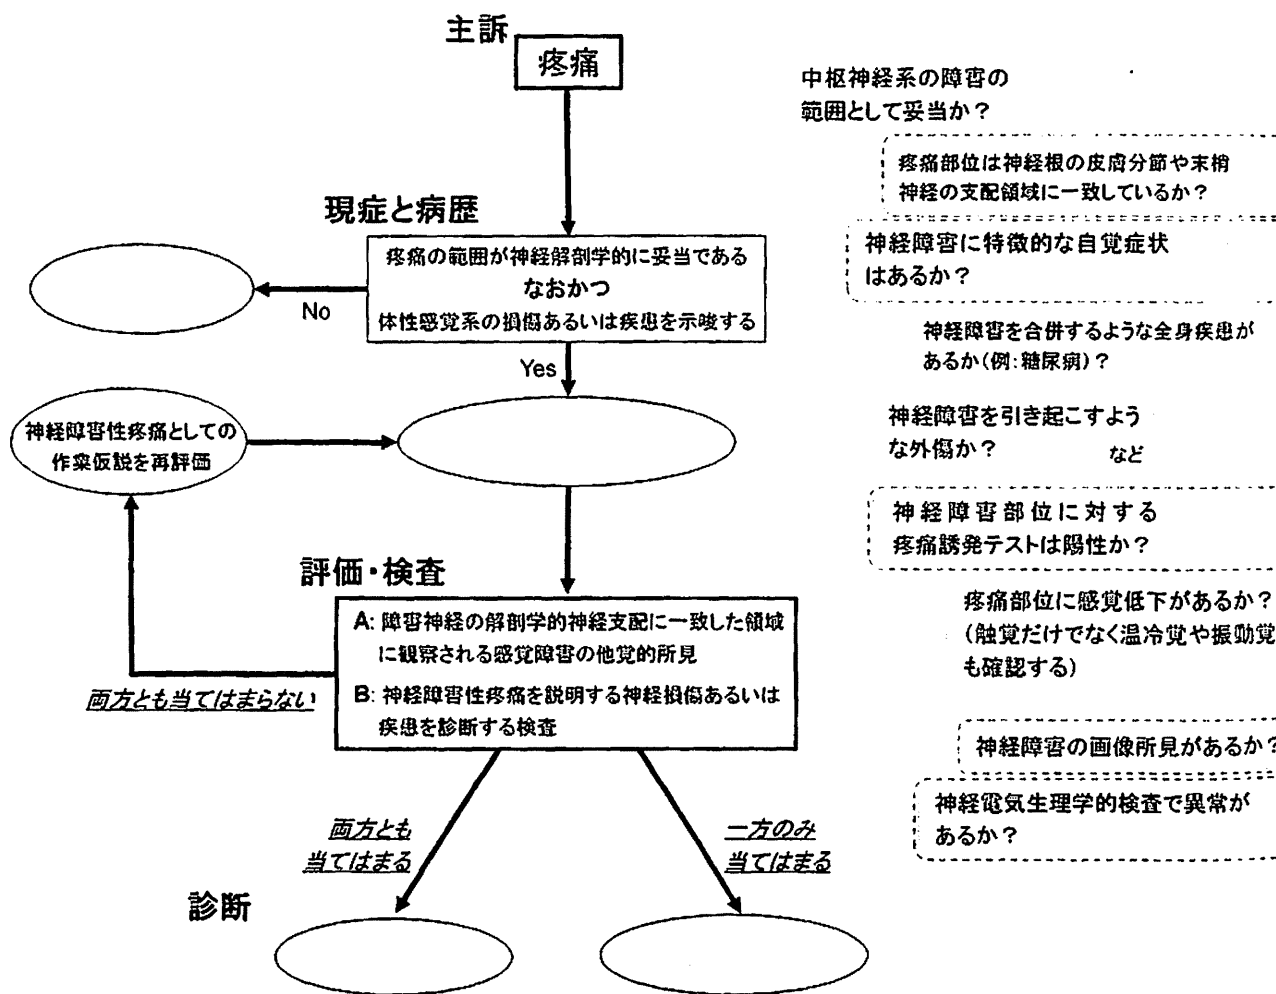 主訴
疼痛
現症と病歴
疼痛の範囲が神経解剖学的に妥当である
なおかつ
体性感覚系の損傷あるいは疾患を示唆する
No
Yes
神経障害性疼痛としての
作業仮説を再評価
評価・検査
A: 障害神経の解剖学的神経支配に一致した領域
に観察される感覚障害の他覚的所見
B: 神経障害性疼痛を説明する神経損傷あるいは
疾患を診断する検査
両方とも当てはまらない
両方とも
当てはまる
一方のみ
当てはまる
診断
中枢神経系の障害の
範囲として妥当か？
疼痛部位は神経根の皮膚分節や末梢
神経の支配領域に一致しているか？
神経障害に特徴的な自覚症状
はあるか？
神経障害を合併するような全身疾患が
あるか(例:糖尿病)？
神経障害を引き起こすよう
な外傷か？
など
神経障害部位に対する
疼痛誘発テストは陽性か？
疼痛部位に感覚低下があるか？
(触覚だけでなく温冷覚や振動覚
も確認する)
神経障害の画像所見があるか？
神経電気生理学的検査で異常が
あるか？